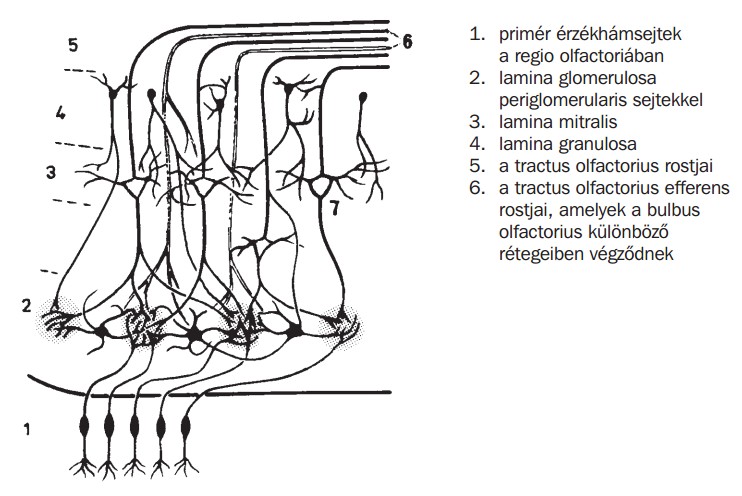 5
6
4
3
7
2
1
1. primér érzékhámsejtek
a regio olfactoriában
2. lamina glomerulosa
periglomerularis sejtekkel
3. lamina mitralis
4. lamina granulosa
5. a tractus olfactorius rostjai
6. a tractus olfactorius efferens
rostjai, amelyek a bulbus
olfactorius különböző
rétegeiben végződnek